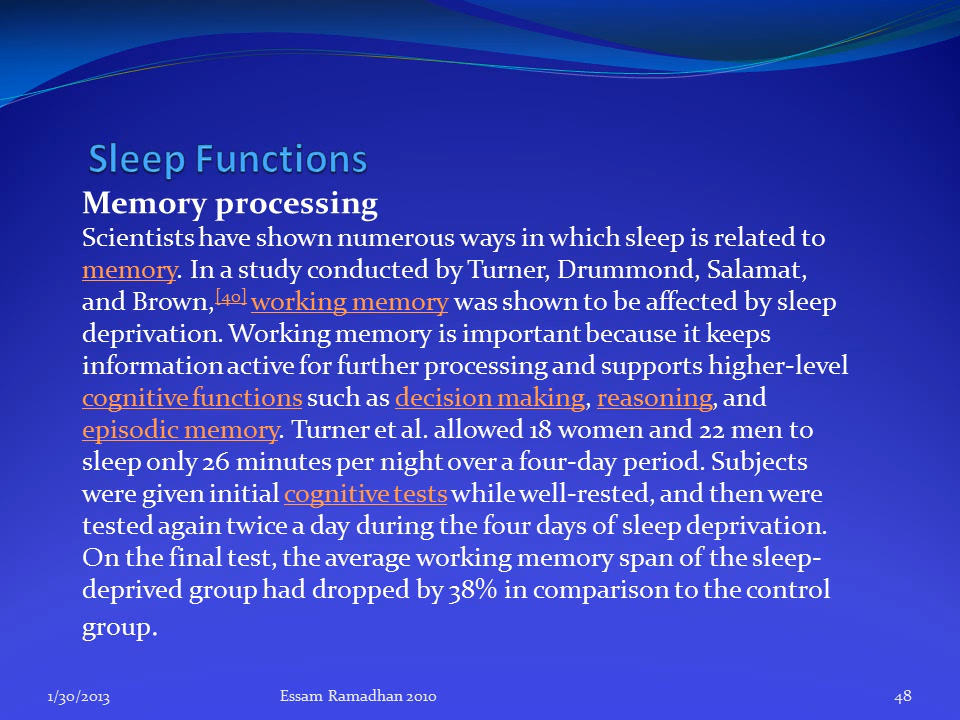 Sleep Functions
Memory processing
Scientists have shown numerous ways in which sleep is related to
memory. In a study conducted by Turner, Drummond, Salamat,
and Brown,[40] working memory was shown to be affected by sleep
deprivation. Working memory is important because it keeps
information active for further processing and supports higher-level
cognitive functions such as decision making, reasoning, and
episodic memory. Turner et al. allowed 18 women and 22 men to
sleep only 26 minutes per night over a four-day period. Subjects
were given initial cognitive tests while well-rested, and then were
tested again twice a day during the four days of sleep deprivation.
On the final test, the average working memory span of the sleep-
deprived group had dropped by 38% in comparison to the control
group.
1/30/2013 Essam Ramadhan 2010 48